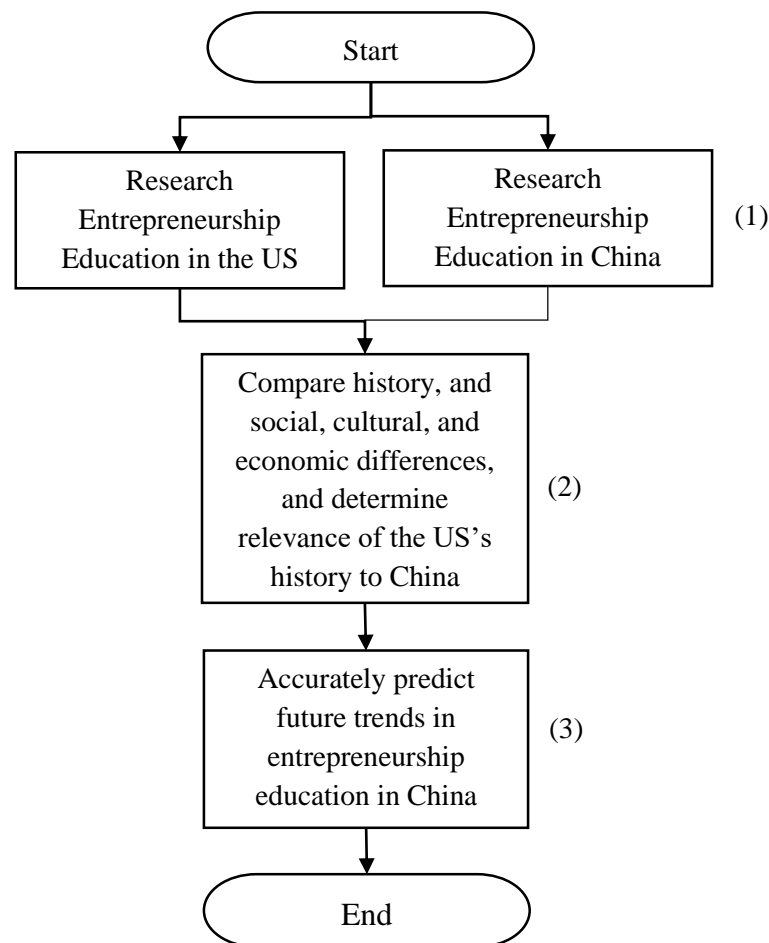 Start
Research
Entrepreneurship
Education in the US
Research
Entrepreneurship
Education in China
(1)
Compare history, and
social, cultural, and
economic differences,
and determine
relevance of the US’s
history to China
(2)
Accurately predict
future trends in
entrepreneurship
education in China
(3)
End